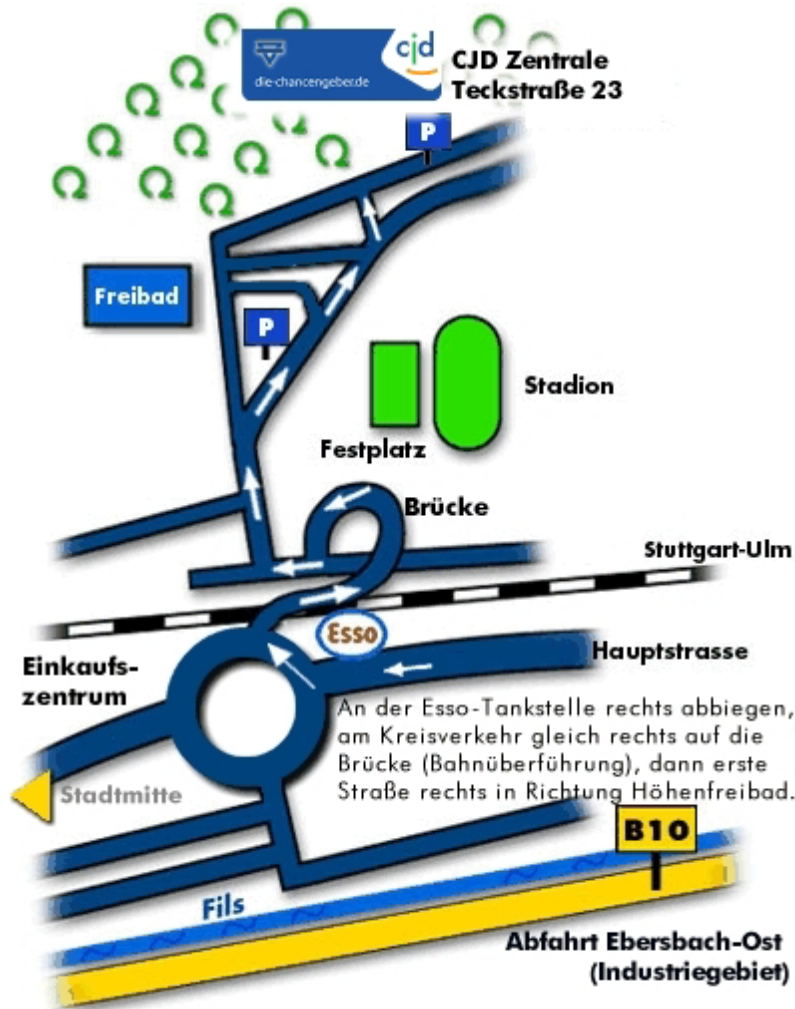 cjd
die-chancengeber.de
CJD Zentrale
Teckstraße 23
P
Freibad
P
Stadion
Festplatz
Brücke
Stuttgart-Ulm
Esso
Hauptstrasse
Einkaufs-
zentrum
An der Esso-Tankstelle rechts abbiegen,
am Kreisverkehr gleich rechts auf die
Brücke (Bahnüberführung), dann erste
Straße rechts in Richtung Höhenfreibad.
Stadtmitte
B10
Fils
Abfahrt Ebersbach-Ost
(Industriegebiet)